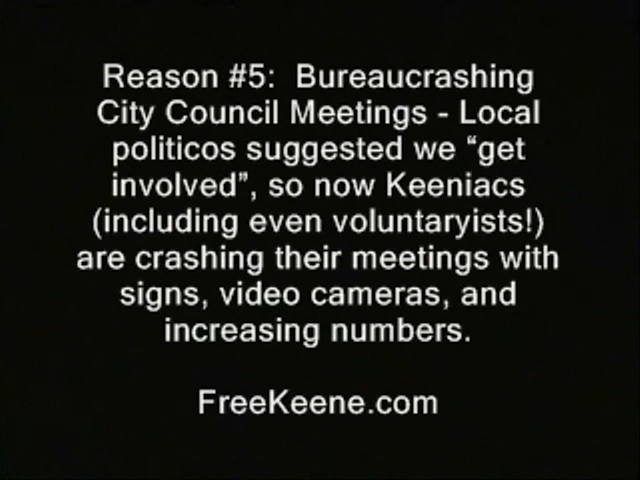 Reason #5:  Bureaucrashing
City Council Meetings - Local
politicos suggested we “get
involved”, so now Keeniacs
(including even voluntaryists!)
are crashing their meetings with
signs, video cameras, and
increasing numbers.
FreeKeene.com